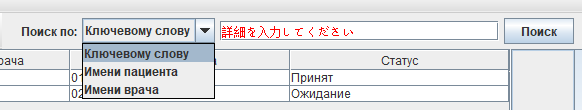 Поиск по: Ключевому слову 詳細を入力してください Поиск
рача Статус
Ключевому слову
Имени пациента
Имени врача
01 Принят
02 Ожидание